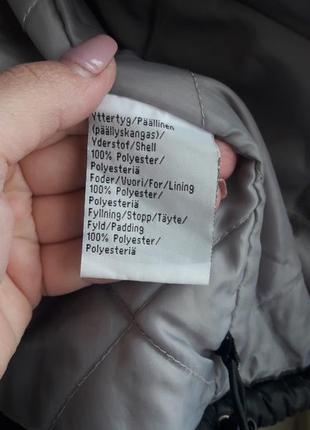 Yttertyg/Päällinen
(päällyskangas)/
Yderstof/Shell
100% Polyester/
Polyesteriä
Foder/Vuori/For/Lining
100% Polyester/
Polyesteriä
Fyllning/Stopp/Täyte/
Fyld/Padding
100% Polyester/
Polyesteriä